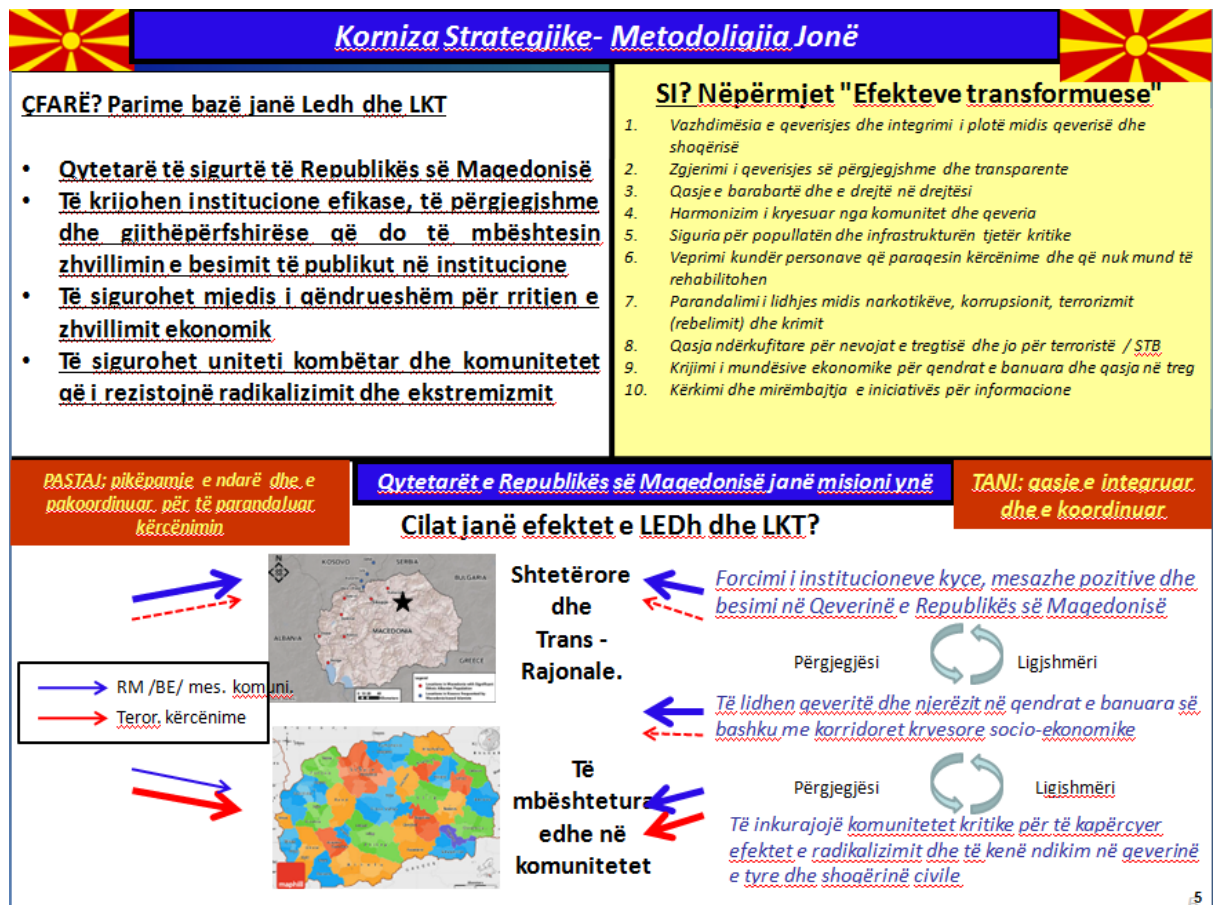 Korniza Strategjike- Metodoligjia Jonë
ÇFARË? Parime bazë janë Ledh dhe LKT
• Qytetarë të sigurtë të Republikës së Maqedonisë
• Të krijohen institucione efikase, të përgjegjshme
dhe gjithëpërfshirëse që do të mbështesin
zhvillimin e besimit të publikut në institucione
• Të sigurohet mjedis i qëndrueshëm për rritjen e
zhvillimit ekonomik
• Të sigurohet uniteti kombëtar dhe komunitetet
që i rezistojnë radikalizimit dhe ekstremizmit
SI? Nëpërmjet "Efekteve transformuese"
1. Vazhdimësia e qeverisjes dhe integrimi i plotë midis qeverisë dhe
shoqërisë
2. Zgjerimi i qeverisjes së përgjegjshme dhe transparente
3. Qasje e barabartë dhe e drejtë në drejtësi
4. Harmonizim i kryesuar nga komunitet dhe qeveria
5. Siguria për popullatën dhe infrastrukturën tjetër kritike
6. Veprimi kundër personave që paraqesin kërcënime dhe që nuk mund të
rehabilitohen
7. Parandalimi i lidhjes midis narkotikëve, korrupsionit, terrorizmit
(rebelimit) dhe krimit
8. Qasja ndërkufitare për nevojat e tregtisë dhe jo për terroristë / STB
9. Krijimi i mundësive ekonomike për qendrat e banuara dhe qasja në treg
10. Kërkimi dhe mirëmbajtja e iniciativës për informacione
PASTAJ: pikëpamje e ndarë dhe e
pakoordinuar për të parandaluar
kërcënimin
Qytetarët e Republikës së Maqedonisë janë misioni ynë
TANI: qasje e integruar
dhe e koordinuar
Cilat janë efektet e LEDh dhe LKT?
N
KOSOVO
SERBIA
BULGARIA
ALBANIA
MACEDONIA
GREECE
Legend
RM /BE/ mes. komuni.
Teror. kërcënime
maphill
Shtetërore
dhe
Trans -
Rajonale.
Të
mbështetura
edhe në
komunitetet
Forcimi i institucioneve kyçe, mesazhe pozitive dhe
besimi në Qeverinë e Republikës së Maqedonisë
Përgjegjësi
Ligjshmëri
Të lidhen qeveritë dhe njerëzit në qendrat e banuara së
bashku me korridoret kryesore socio-ekonomike
Përgjegjësi
Ligjshmëri
Të inkurajojë komunitetet kritike për të kapërcyer
efektet e radikalizimit dhe të kenë ndikim në qeverinë
e tyre dhe shoqërinë civile
5